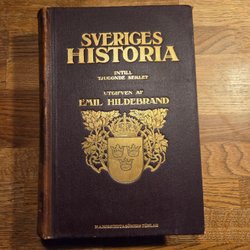 SVERIGES
HISTORIA
INTILL
TJUGONDE SEKLET
UTGIFVEN AF
EMIL HILDEBRAND